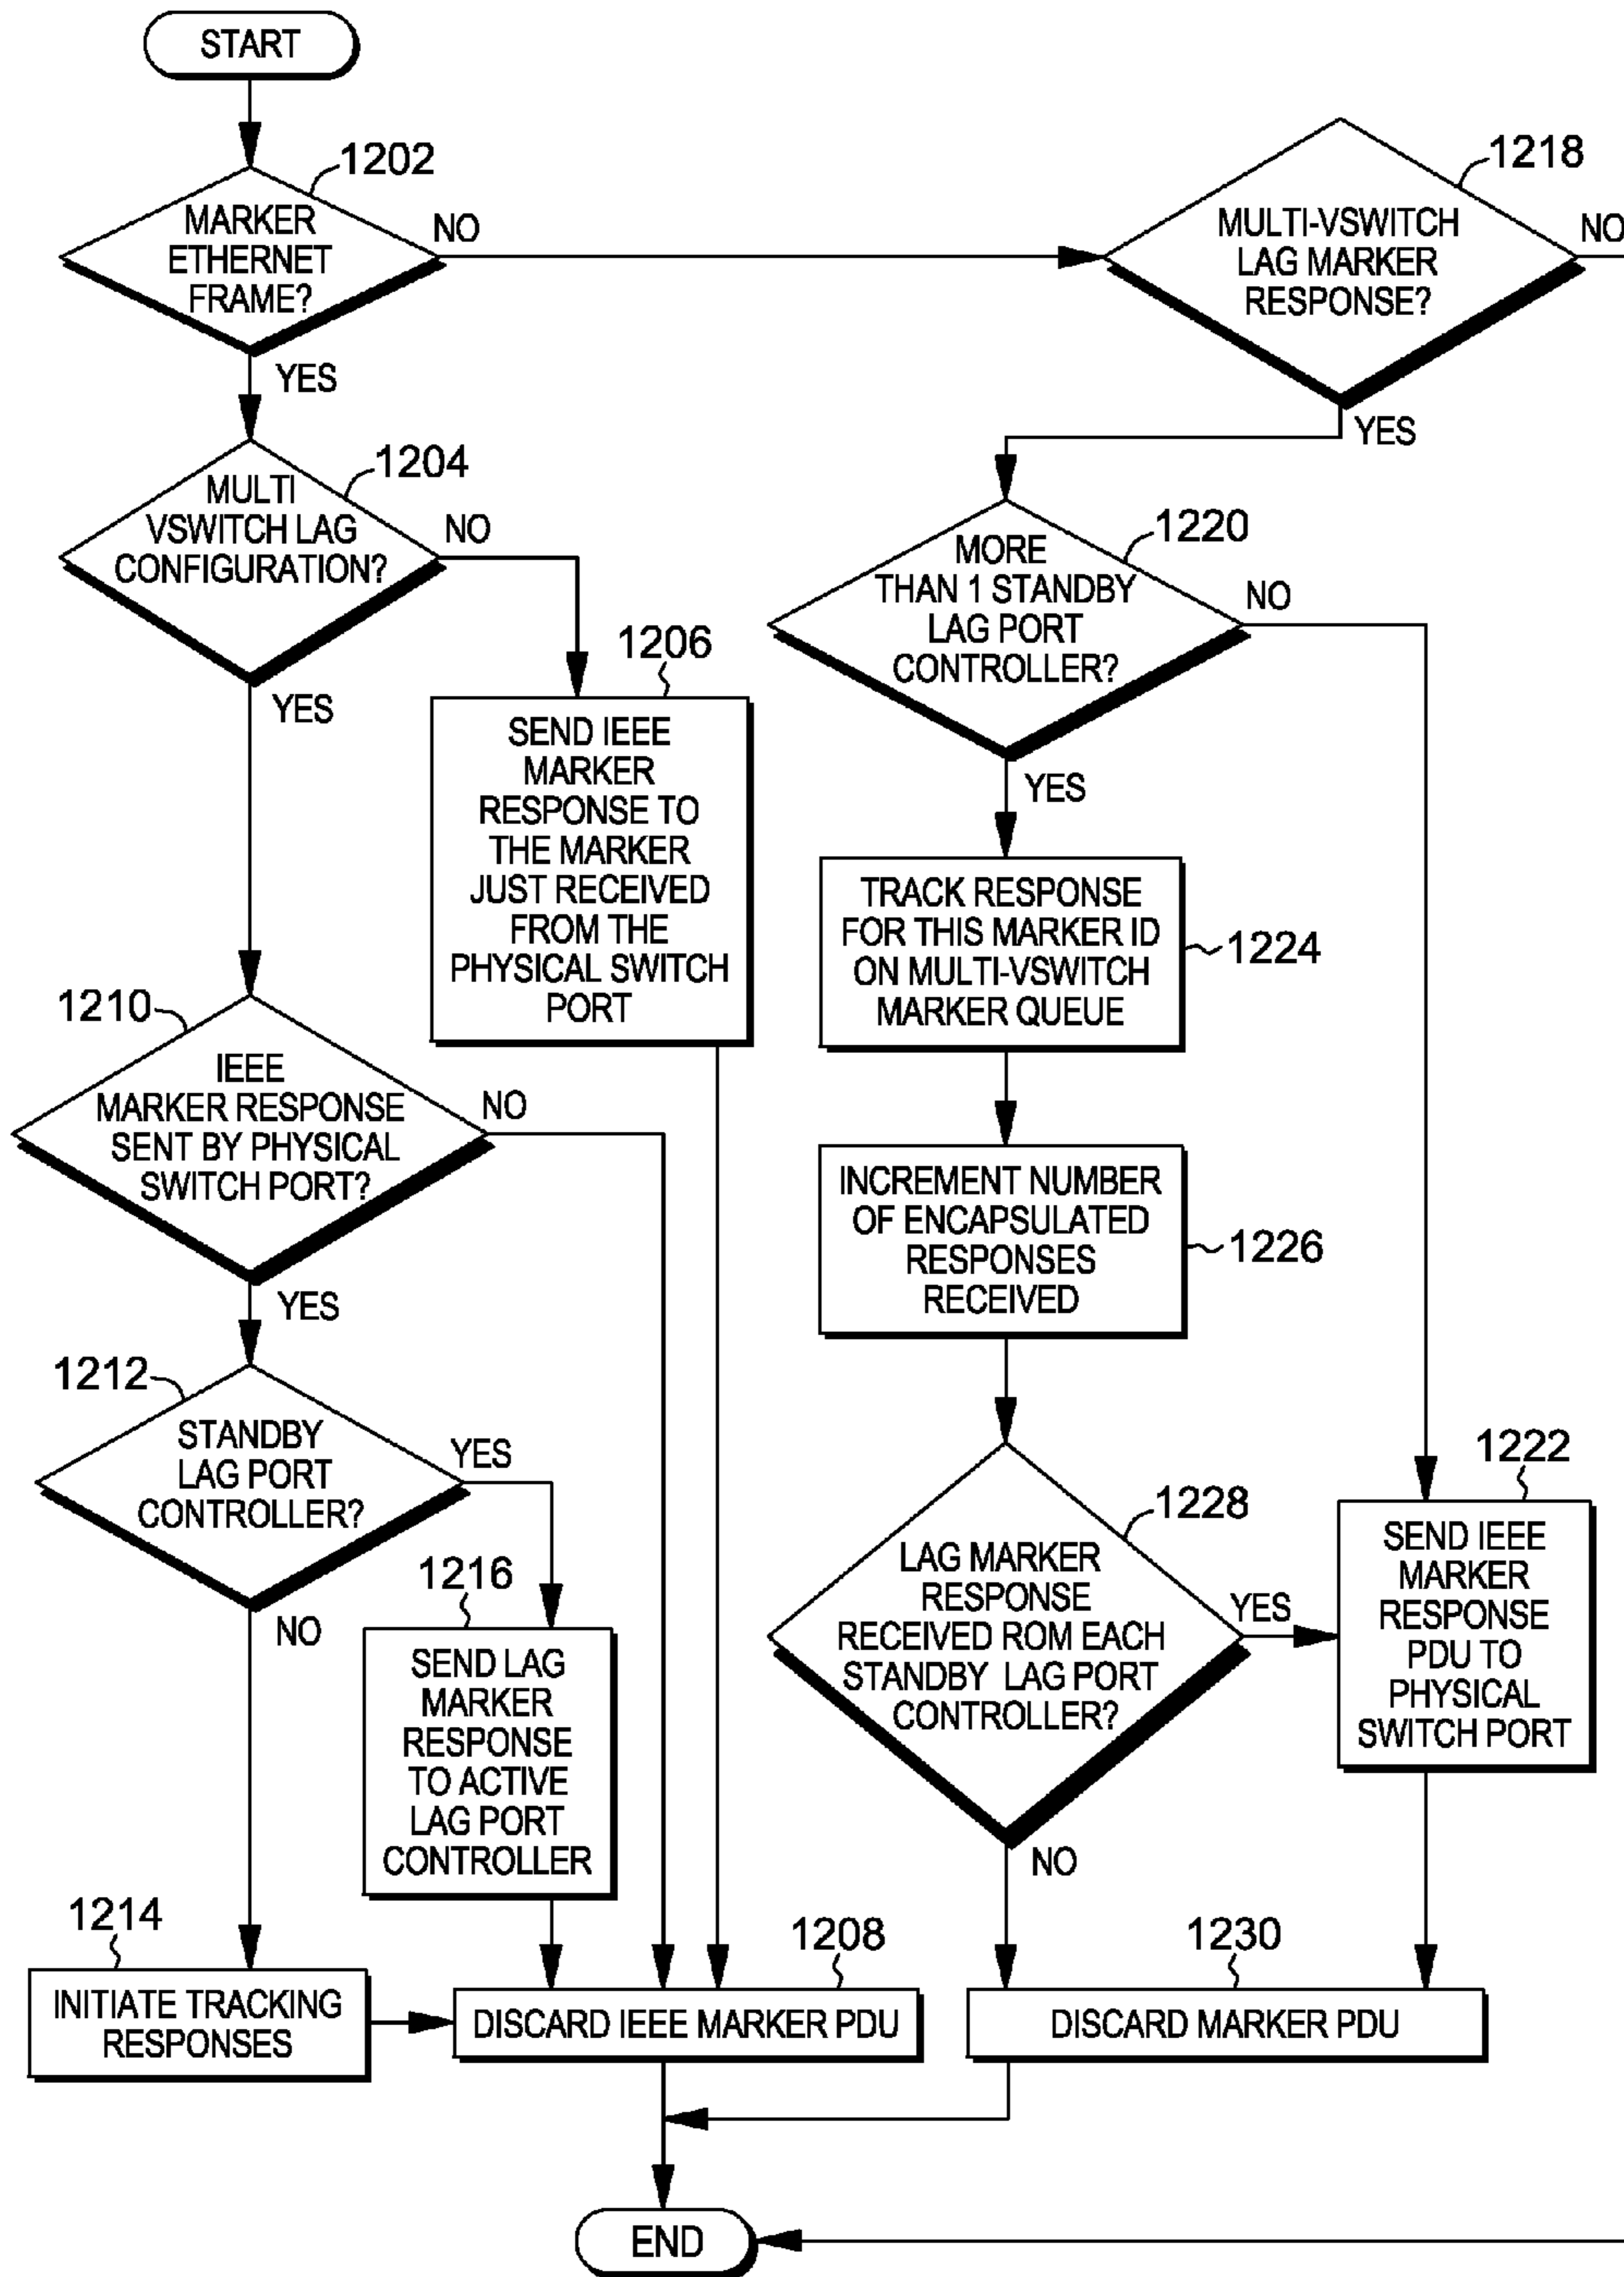 START
1202
MARKER
ETHERNET
FRAME?
NO
YES
1218
MULTI-VSWITCH
LAG MARKER
RESPONSE?
NO
YES
1204
MULTI
VSWITCH LAG
CONFIGURATION?
NO
YES
1206
SEND IEEE
MARKER
RESPONSE TO
THE MARKER
JUST RECEIVED
FROM THE
PHYSICAL SWITCH
PORT
1220
MORE
THAN 1 STANDBY
LAG PORT
CONTROLLER?
NO
YES
TRACK RESPONSE
FOR THIS MARKER ID
ON MULTI-VSWITCH
MARKER QUEUE
1224
1210
IEEE
MARKER RESPONSE
SENT BY PHYSICAL
SWITCH PORT?
NO
YES
INCREMENT NUMBER
OF ENCAPSULATED
RESPONSES
RECEIVED
1226
1212
STANDBY
LAG PORT
CONTROLLER?
YES
NO
1216
SEND LAG
MARKER
RESPONSE
TO ACTIVE
LAG PORT
CONTROLLER
1228
LAG MARKER
RESPONSE
RECEIVED ROM EACH
STANDBY LAG PORT
CONTROLLER?
YES
NO
1222
SEND IEEE
MARKER
RESPONSE
PDU TO
PHYSICAL
SWITCH PORT
1214
INITIATE TRACKING
RESPONSES
1208
DISCARD IEEE MARKER PDU
1230
DISCARD MARKER PDU
END